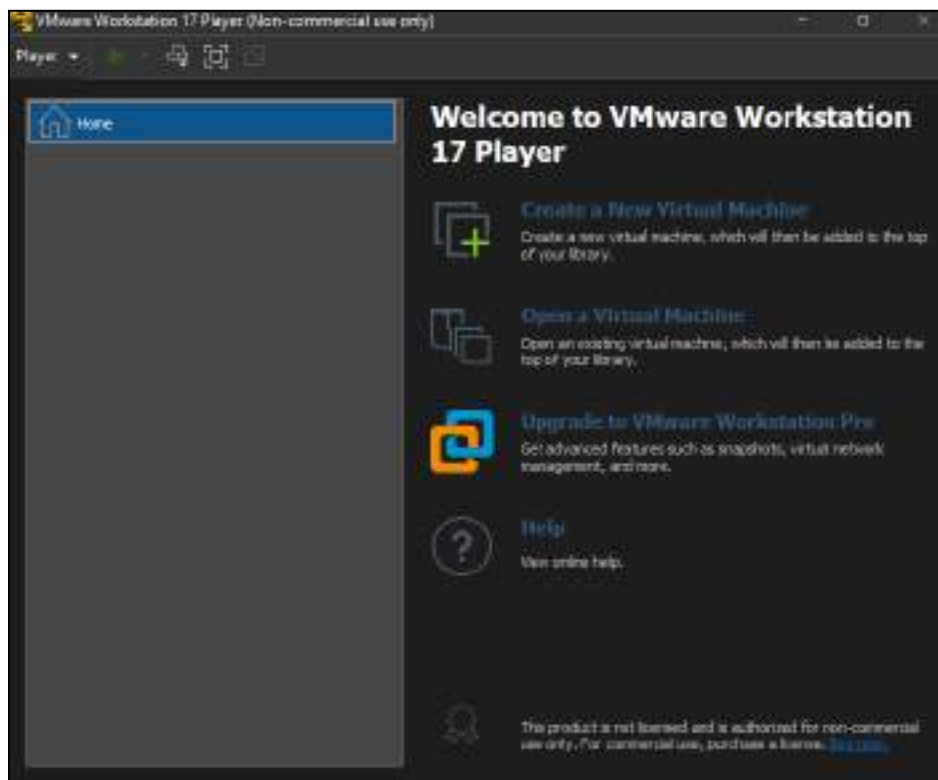 VMware Workstation 17 Player (Non-commercial use only)
Player
Home
Welcome to VMware Workstation
17 Player
Create a New Virtual Machine
Create a new virtual machine, which will then be added to the top
of your library.
Open a Virtual Machine
Open an existing virtual machine, which will then be added to the
top of your library.
Upgrade to VMware Workstation Pro
Get advanced features such as snapshots, virtual network
management, and more.
Help
View online help.
This product is not licensed and is authorized for non-commercial
use only. For commercial use, purchase a license. Buy now.